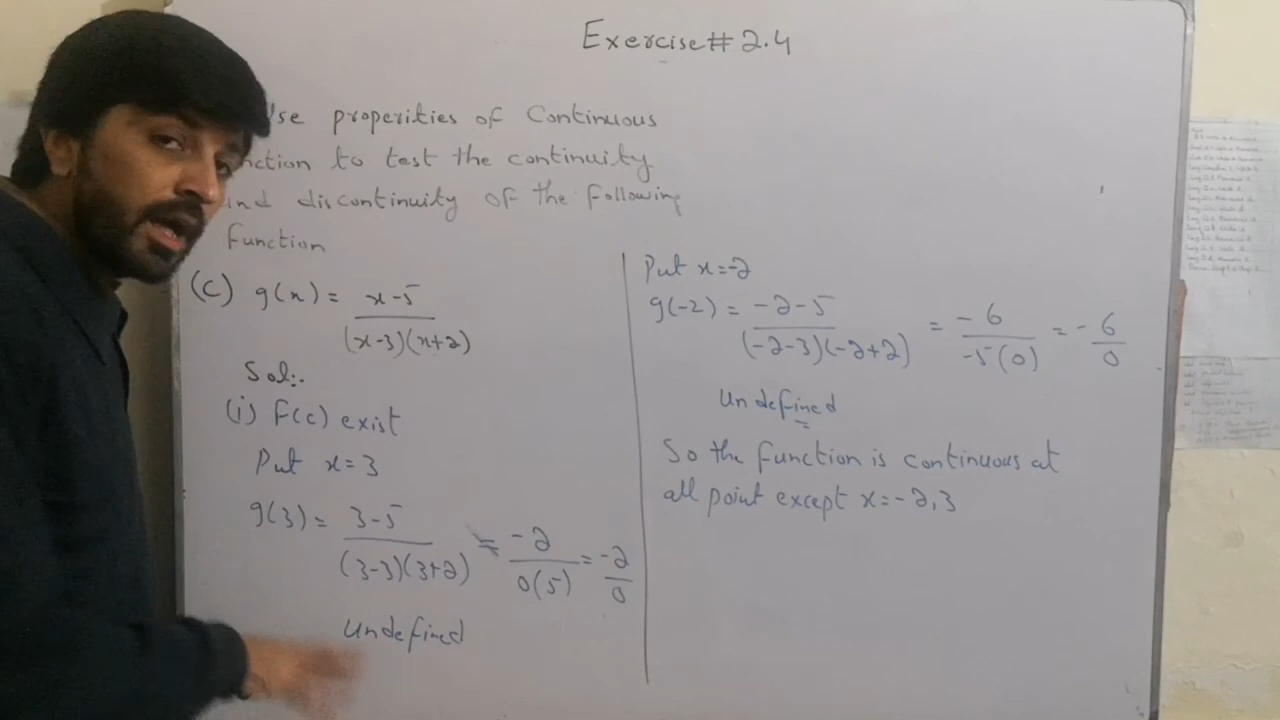 Exercise # 2.4
Use properities of Continuous
nction to test the continuity
and discontinuity of the following
function
(c) g(x) = x-5 / (x-3)(x+2)
Sol:.
(i) F(c) exist
Put x=3
g(3) = 3-5 / (3-3)(3+2) = -2 / 0(5) = -2 / 0
Undefined
Put x=-2
g(-2) = -2-5 / (-2-3)(-2+2) = -6 / -5(0) = -6 / 0
Undefined
So the function is continuous at
all point except x=-2,3